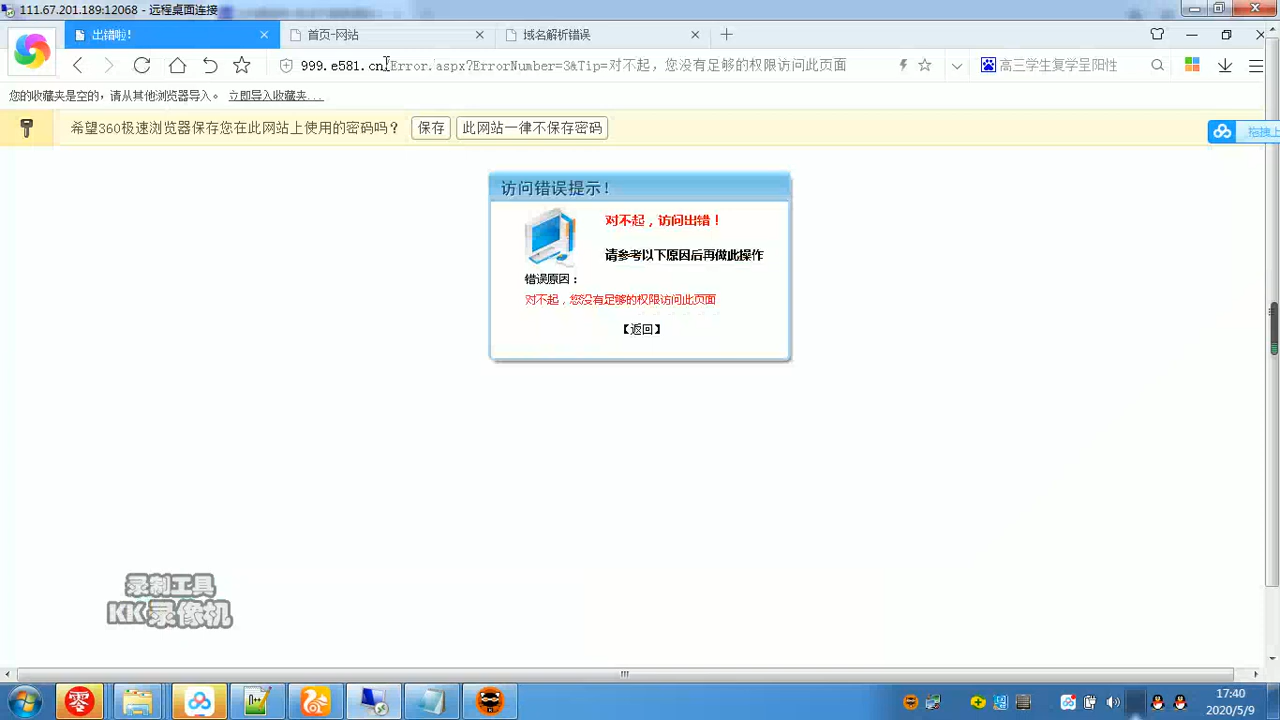 111.67.201.189:12068 - 远程桌面连接
出错啦!
首页-网站
域名解析错误
999.e581.cn/Error.aspx?ErrorNumber=3&Tip=对不起，您没有足够的权限访问此页面
高三学生复学呈阳性
您的收藏夹是空的，请从其他浏览器导入。 立即导入收藏夹...
希望360极速浏览器保存您在此网站上使用的密码吗？ 保存 此网站一律不保存密码
拖拽上
访问错误提示！
对不起，访问出错！
请参考以下原因后再做此操作
错误原因：
对不起，您没有足够的权限访问此页面
【返回】
录制工具
KK录像机
零
17:40
2020/5/9